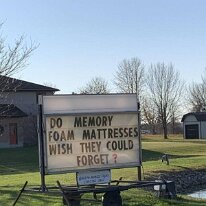 DO MEMORY
FOAM MATTRESSES
WISH THEY COULD
FORGET?